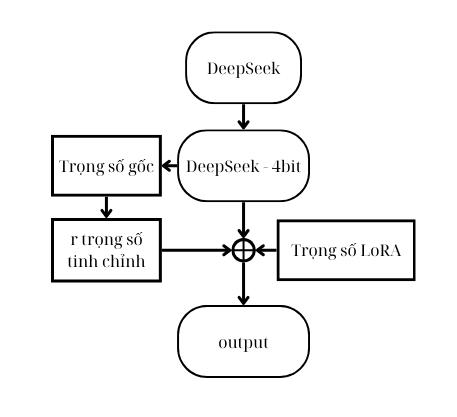 DeepSeek
DeepSeek - 4bit
Trọng số gốc
r trọng số
tinh chỉnh
Trọng số LoRA
output